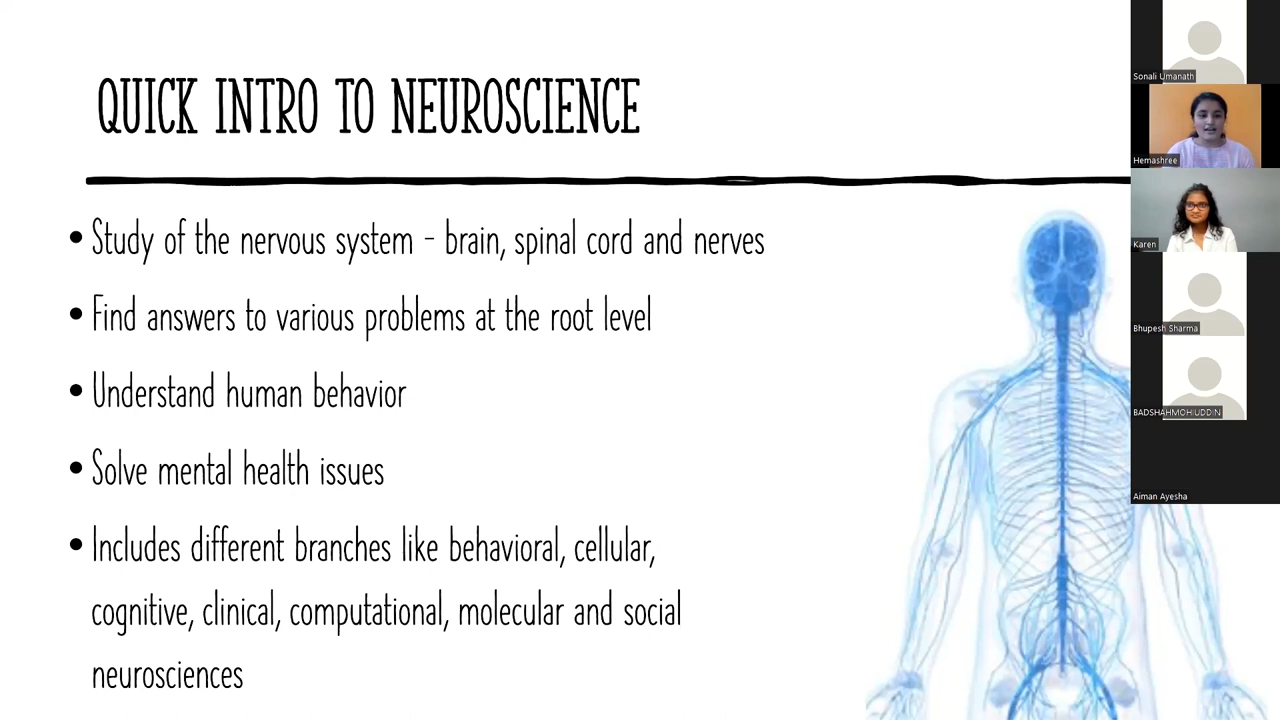 QUICK INTRO TO NEUROSCIENCE
• Study of the nervous system - brain, spinal cord and nerves
• Find answers to various problems at the root level
• Understand human behavior
• Solve mental health issues
• Includes different branches like behavioral, cellular,
cognitive, clinical, computational, molecular and social
neurosciences
Sonali Umanath
Hemashree
Karen
Bhupesh Sharma
BADSHAHMOHIUDDIN
Aiman Ayesha